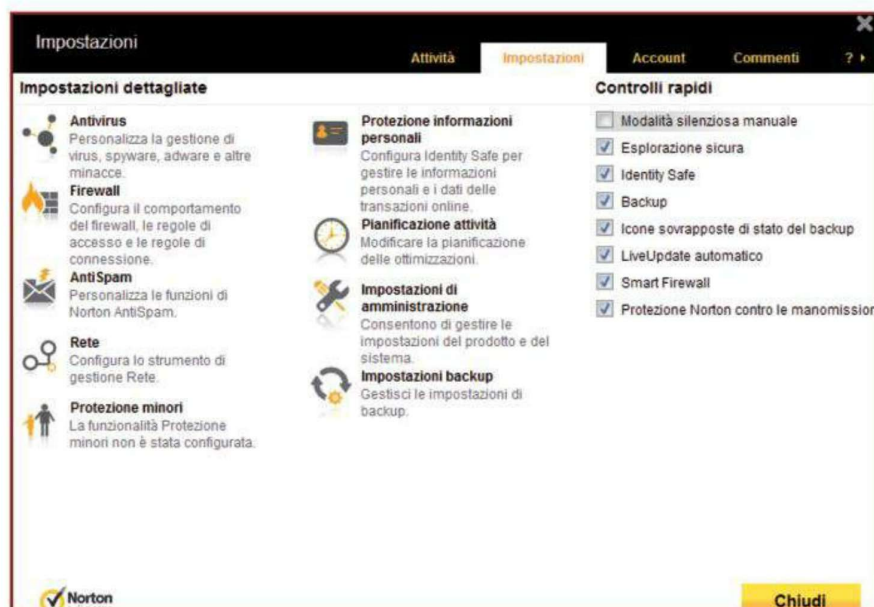 Impostazioni
Attività Impostazioni Account Commenti ?
Impostazioni dettagliate
Antivirus
Personalizza la gestione di
virus, spyware, adware e altre
minacce.
Firewall
Configura il comportamento
del firewall, le regole di
accesso e le regole di
connessione.
AntiSpam
Personalizza le funzioni di
Norton AntiSpam.
Rete
Configura lo strumento di
gestione Rete.
Protezione minori
La funzionalità Protezione
minori non è stata configurata.
Protezione informazioni
personali
Configura Identity Safe per
gestire le informazioni
personali e i dati delle
transazioni online.
Pianificazione attività
Modificare la pianificazione
delle ottimizzazioni.
Impostazioni di
amministrazione
Consentono di gestire le
impostazioni del prodotto e del
sistema.
Impostazioni backup
Gestisci le impostazioni di
backup.
Controlli rapidi
Modalità silenziosa manuale
Esplorazione sicura
Identity Safe
Backup
Icone sovrapposte di stato del backup
LiveUpdate automatico
Smart Firewall
Protezione Norton contro le manomission
Norton
Chiudi